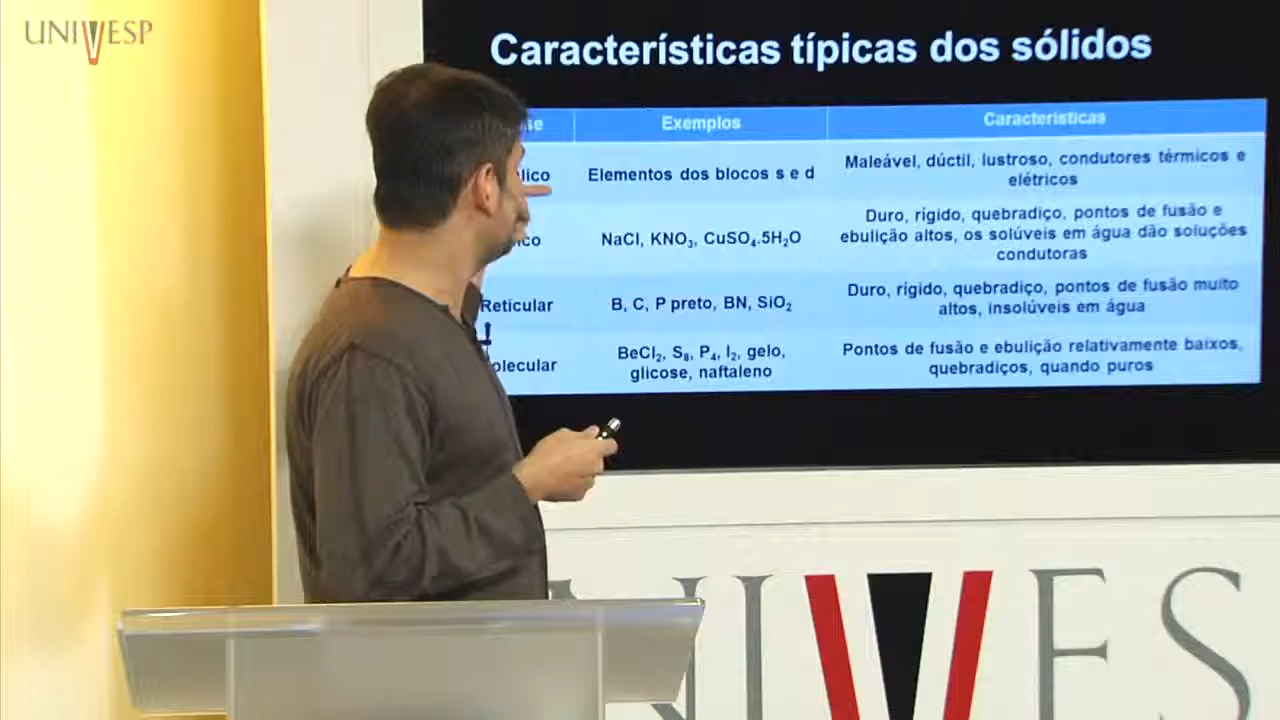 UNIVESP
Características típicas dos sólidos
Exemplos
Características
Elementos dos blocos s e d
Maleável, dúctil, lustroso, condutores térmicos e
elétricos
NaCl, KNO₃, CuSO₄.5H₂O
Duro, rígido, quebradiço, pontos de fusão e
ebulição altos, os solúveis em água dão soluções
condutoras
Reticular
B, C, P preto, BN, SiO₂
Duro, rígido, quebradiço, pontos de fusão muito
altos, insolúveis em água
olecular
BeCl₂, S₈, P₄, I₂, gelo,
glicose, naftaleno
Pontos de fusão e ebulição relativamente baixos,
quebradiços, quando puros
NIVES